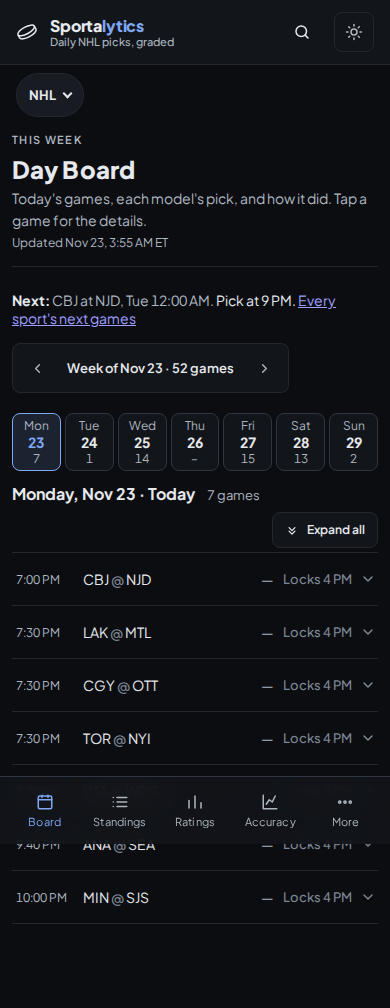 Sportalytics
Daily NHL picks, graded
NHL
THIS WEEK
Day Board
Today's games, each model's pick, and how it did. Tap a
game for the details.
Updated Nov 23, 3:55 AM ET
Next: CBJ at NJD, Tue 12:00 AM. Pick at 9 PM. Every
sport's next games
Week of Nov 23 · 52 games
Mon Tue Wed Thu Fri Sat Sun
23 24 25 26 27 28 29
7 1 14 – 15 13 2
Monday, Nov 23 · Today 7 games
Expand all
7:00 PM CBJ @ NJD — Locks 4 PM
7:30 PM LAK @ MTL — Locks 4 PM
7:30 PM CGY @ OTT — Locks 4 PM
7:30 PM TOR @ NYI — Locks 4 PM
Board Standings Ratings Accuracy More
9:40 PM ANA @ SEA — Locks 4 PM
10:00 PM MIN @ SJS — Locks 4 PM